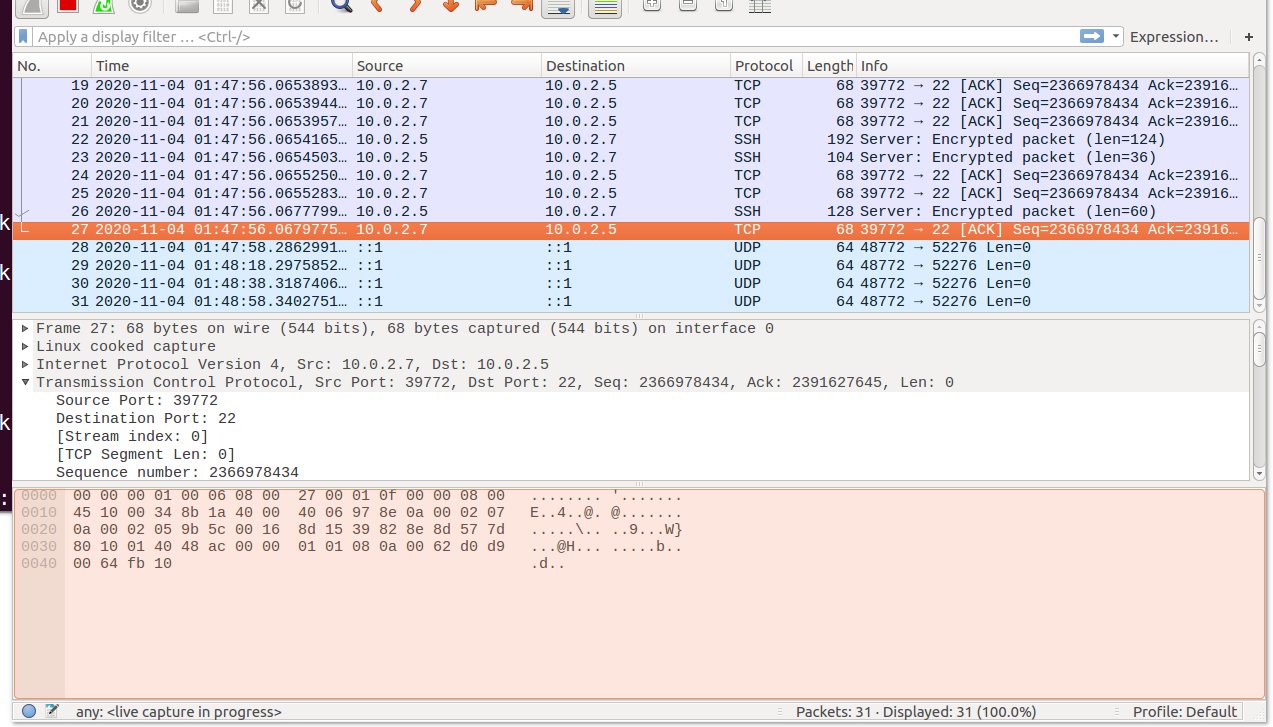 Apply a display filter … <Ctrl-/> Expression… +
No. Time Source Destination Protocol Length Info
19 2020-11-04 01:47:56.0653893… 10.0.2.7 10.0.2.5 TCP 68 39772 → 22 [ACK] Seq=2366978434 Ack=23916…
20 2020-11-04 01:47:56.0653944… 10.0.2.7 10.0.2.5 TCP 68 39772 → 22 [ACK] Seq=2366978434 Ack=23916…
21 2020-11-04 01:47:56.0653957… 10.0.2.7 10.0.2.5 TCP 68 39772 → 22 [ACK] Seq=2366978434 Ack=23916…
22 2020-11-04 01:47:56.0654165… 10.0.2.5 10.0.2.7 SSH 192 Server: Encrypted packet (len=124)
23 2020-11-04 01:47:56.0654503… 10.0.2.5 10.0.2.7 SSH 104 Server: Encrypted packet (len=36)
24 2020-11-04 01:47:56.0655250… 10.0.2.7 10.0.2.5 TCP 68 39772 → 22 [ACK] Seq=2366978434 Ack=23916…
25 2020-11-04 01:47:56.0655283… 10.0.2.7 10.0.2.5 TCP 68 39772 → 22 [ACK] Seq=2366978434 Ack=23916…
26 2020-11-04 01:47:56.0677799… 10.0.2.5 10.0.2.7 SSH 128 Server: Encrypted packet (len=60)
27 2020-11-04 01:47:56.0679775… 10.0.2.7 10.0.2.5 TCP 68 39772 → 22 [ACK] Seq=2366978434 Ack=23916…
28 2020-11-04 01:47:58.2862991… ::1 ::1 UDP 64 48772 → 52276 Len=0
29 2020-11-04 01:48:18.2975852… ::1 ::1 UDP 64 48772 → 52276 Len=0
30 2020-11-04 01:48:38.3187406… ::1 ::1 UDP 64 48772 → 52276 Len=0
31 2020-11-04 01:48:58.3402751… ::1 ::1 UDP 64 48772 → 52276 Len=0
k
k
k
:
Frame 27: 68 bytes on wire (544 bits), 68 bytes captured (544 bits) on interface 0
Linux cooked capture
Internet Protocol Version 4, Src: 10.0.2.7, Dst: 10.0.2.5
Transmission Control Protocol, Src Port: 39772, Dst Port: 22, Seq: 2366978434, Ack: 2391627645, Len: 0
Source Port: 39772
Destination Port: 22
[Stream index: 0]
[TCP Segment Len: 0]
Sequence number: 2366978434
0000 00 00 00 01 00 06 08 00 27 00 01 0f 00 00 08 00 ........ '.......
0010 45 10 00 34 8b 1a 40 00 40 06 97 8e 0a 00 02 07 E..4..@. @.......
0020 0a 00 02 05 9b 5c 00 16 8d 15 39 82 8e 8d 57 7d .....\.. ..9...W}
0030 80 10 01 40 48 ac 00 00 01 01 08 0a 00 62 d0 d9 ...@H... .....b..
0040 00 64 fb 10 .d..
any: <live capture in progress> Packets: 31 · Displayed: 31 (100.0%) Profile: Default